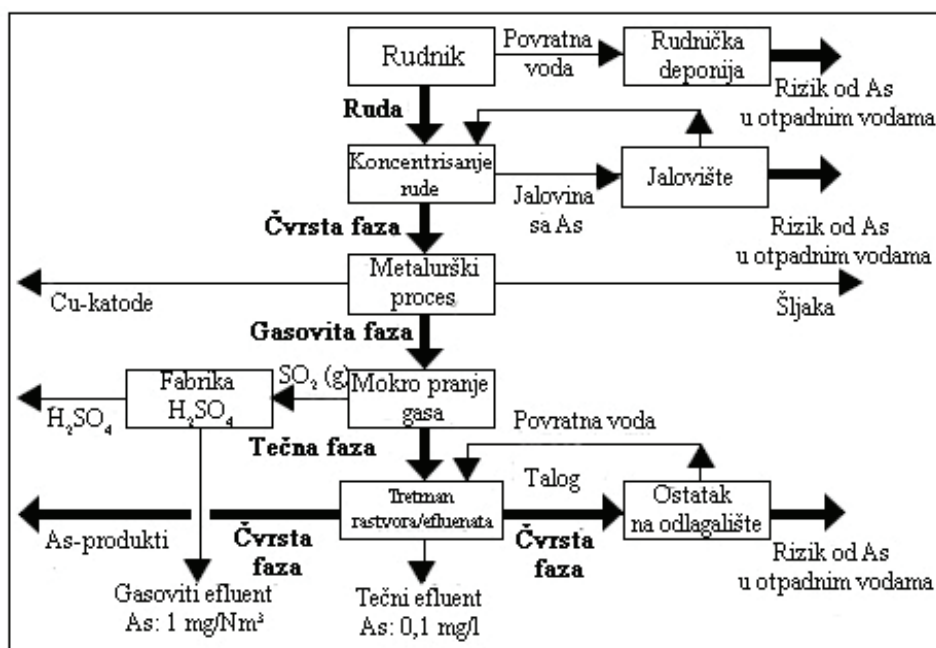 Rudnik
Povratna
voda
Rudnička
deponija
Rizik od As
u otpadnim vodama
Ruda
Koncentrisanje
rude
Jalovina
sa As
Jalovište
Rizik od As
u otpadnim vodama
Čvrsta faza
Metalurški
proces
Cu-katode
Šljaka
Gasovita faza
Fabrika
H₂SO₄
SO₂ (g)
Mokro pranje
gasa
H₂SO₄
Povratna voda
Tečna faza
Talog
Tretman
rastvora/efluenata
Ostatak
na odlagalište
As-produkti
Čvrsta
faza
Čvrsta
faza
Rizik od As
u otpadnim vodama
Gasoviti efluent
As: 1 mg/Nm³
Tečni efluent
As: 0,1 mg/l